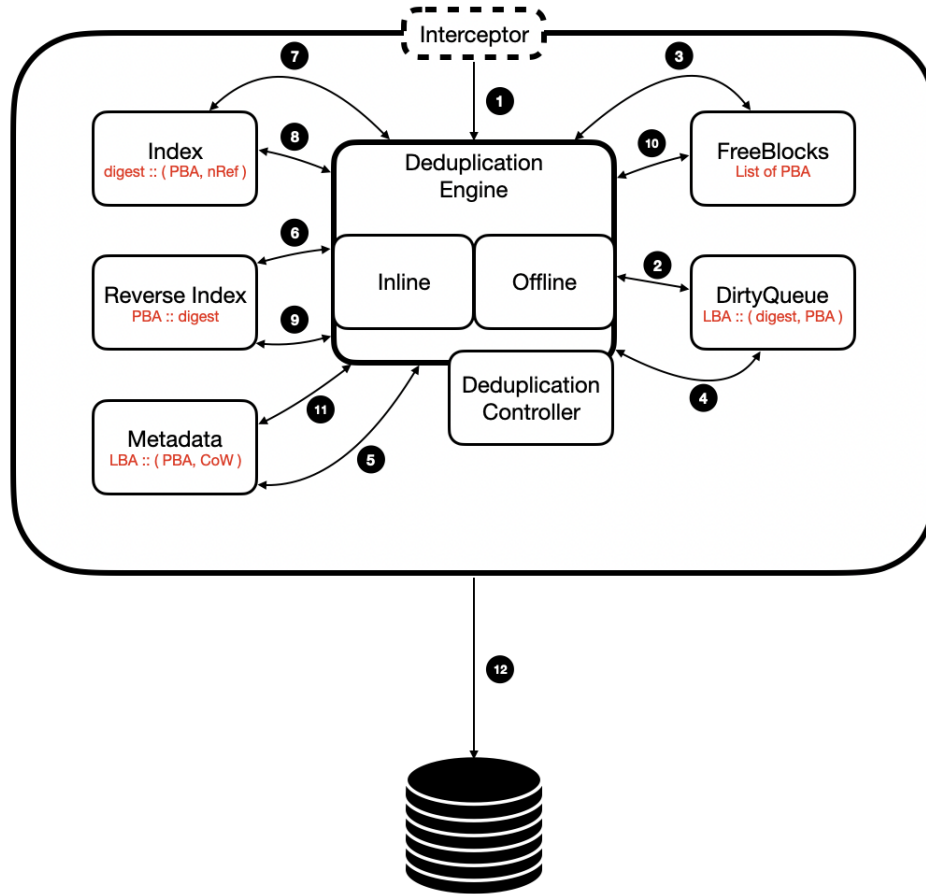 Interceptor
7
3
1
Index
digest :: ( PBA, nRef )
8
10
FreeBlocks
List of PBA
Deduplication
Engine
6
2
Reverse Index
PBA :: digest
Inline
Offline
DirtyQueue
LBA :: ( digest, PBA )
9
Deduplication
Controller
4
11
Metadata
LBA :: ( PBA, CoW )
5
12